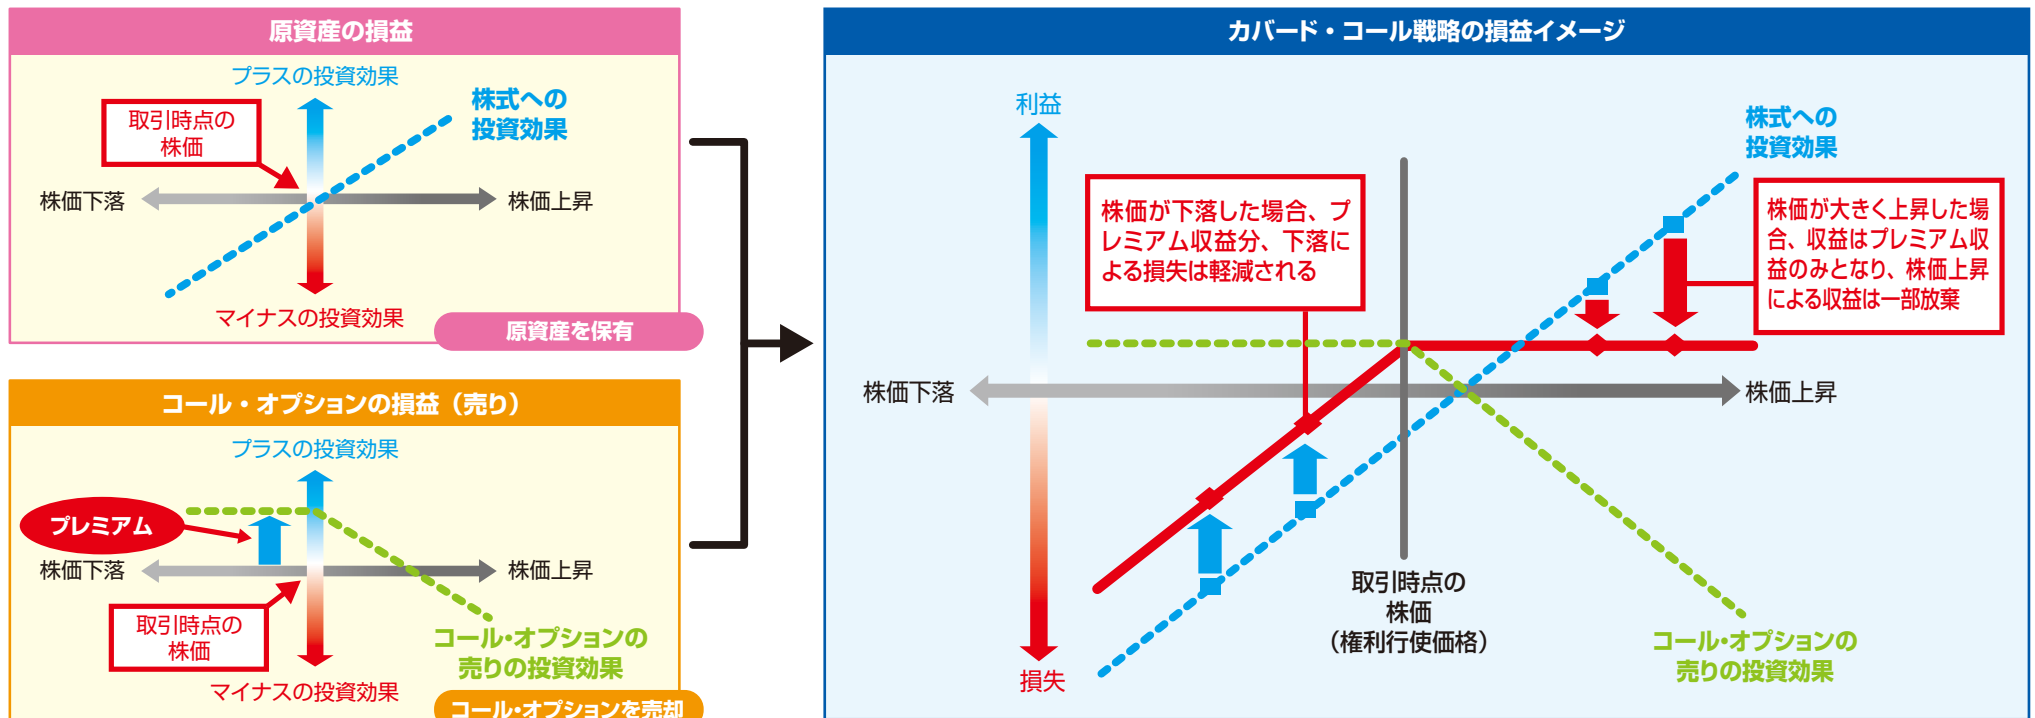 原資産の損益
プラスの投資効果
株式への
投資効果
取引時点の
株価
株価下落
株価上昇
マイナスの投資効果
原資産を保有
コール・オプションの損益（売り）
プラスの投資効果
プレミアム
株価下落
株価上昇
取引時点の
株価
コール・オプションの
売りの投資効果
マイナスの投資効果
コール・オプションを売却
カバード・コール戦略の損益イメージ
利益
株式への
投資効果
株価が下落した場合、プ
レミアム収益分、下落に
よる損失は軽減される
株価が大きく上昇した場
合、収益はプレミアム収
益のみとなり、株価上昇
による収益は一部放棄
株価下落
株価上昇
取引時点の
株価
（権利行使価格）
コール・オプションの
売りの投資効果
損失